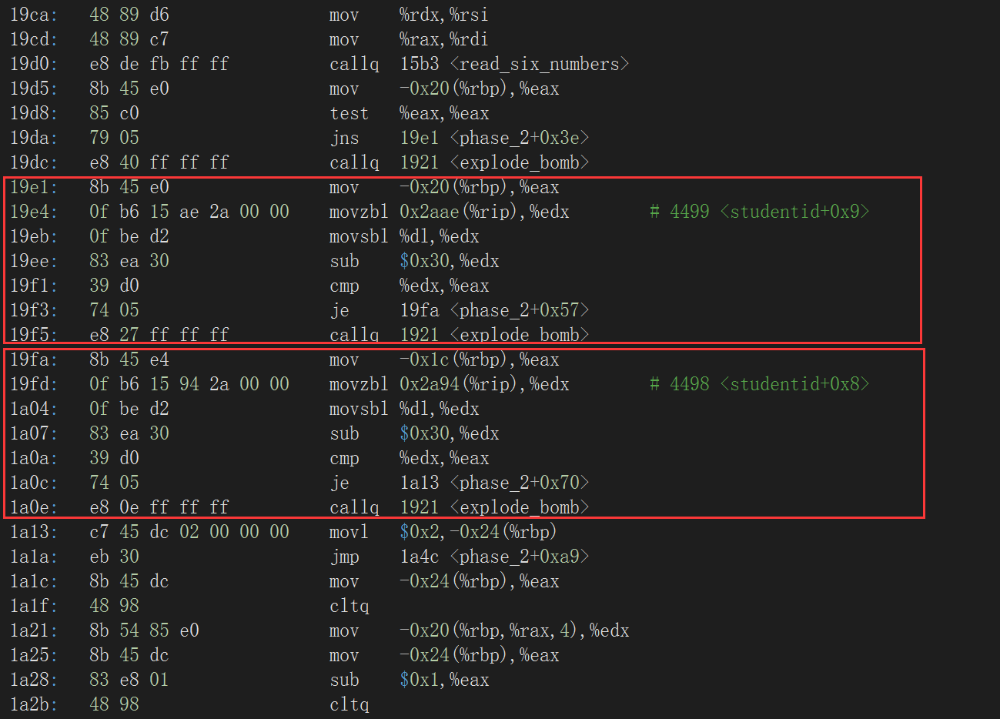 19ca: 48 89 d6 mov %rdx,%rsi
19cd: 48 89 c7 mov %rax,%rdi
19d0: e8 de fb ff ff callq 15b3 <read_six_numbers>
19d5: 8b 45 e0 mov -0x20(%rbp),%eax
19d8: 85 c0 test %eax,%eax
19da: 79 05 jns 19e1 <phase_2+0x3e>
19dc: e8 40 ff ff ff callq 1921 <explode_bomb>
19e1: 8b 45 e0 mov -0x20(%rbp),%eax
19e4: 0f b6 15 ae 2a 00 00 movzbl 0x2aae(%rip),%edx # 4499 <studentid+0x9>
19eb: 0f be d2 movsbl %dl,%edx
19ee: 83 ea 30 sub $0x30,%edx
19f1: 39 d0 cmp %edx,%eax
19f3: 74 05 je 19fa <phase_2+0x57>
19f5: e8 27 ff ff ff callq 1921 <explode_bomb>
19fa: 8b 45 e4 mov -0x1c(%rbp),%eax
19fd: 0f b6 15 94 2a 00 00 movzbl 0x2a94(%rip),%edx # 4498 <studentid+0x8>
1a04: 0f be d2 movsbl %dl,%edx
1a07: 83 ea 30 sub $0x30,%edx
1a0a: 39 d0 cmp %edx,%eax
1a0c: 74 05 je 1a13 <phase_2+0x70>
1a0e: e8 0e ff ff ff callq 1921 <explode_bomb>
1a13: c7 45 dc 02 00 00 00 movl $0x2,-0x24(%rbp)
1a1a: eb 30 jmp 1a4c <phase_2+0xa9>
1a1c: 8b 45 dc mov -0x24(%rbp),%eax
1a1f: 48 98 cltq
1a21: 8b 54 85 e0 mov -0x20(%rbp,%rax,4),%edx
1a25: 8b 45 dc mov -0x24(%rbp),%eax
1a28: 83 e8 01 sub $0x1,%eax
1a2b: 48 98 cltq